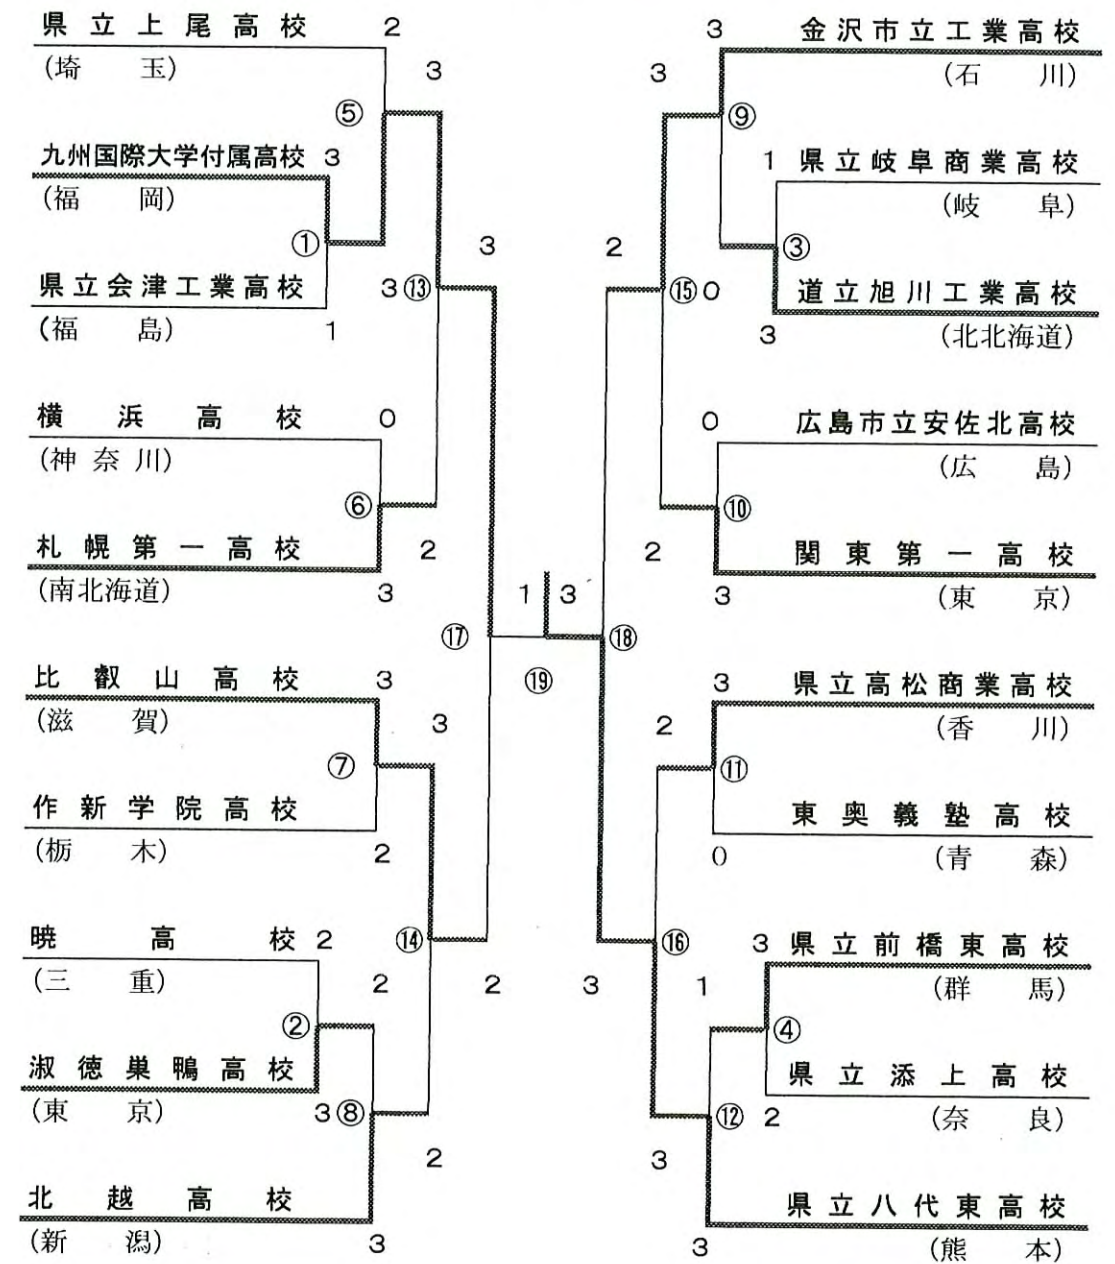 県立上尾高校 2
(埼玉)
3
⑤
九州国際大学付属高校 3
(福岡)
①
3
県立会津工業高校
3 ⑬
(福島)
1
横浜高校 0
(神奈川)
⑥
札幌第一高校
2
(南北海道)
3
1 3
⑰ ⑱
⑲
比叡山高校 3
(滋賀)
3
⑦
作新学院高校
(栃木)
2
暁高校 2
⑭
(三重)
2
2
②
淑徳巣鴨高校
(東京)
3 ⑧
2
北越高校
(新潟)
3
3 金沢市立工業高校
(石川)
3
⑨
1 県立岐阜商業高校
(岐阜)
2
③
⑮ 0
道立旭川工業高校
(北北海道)
3
0 広島市立安佐北高校
(広島)
⑩
関東第一高校
2
(東京)
3
3 県立高松商業高校
(香川)
2
⑪
東奥義塾高校
(青森)
0
3 県立前橋東高校
⑯
(群馬)
3
1
④
県立添上高校
(奈良)
⑫ 2
3
県立八代東高校
(熊本)
3